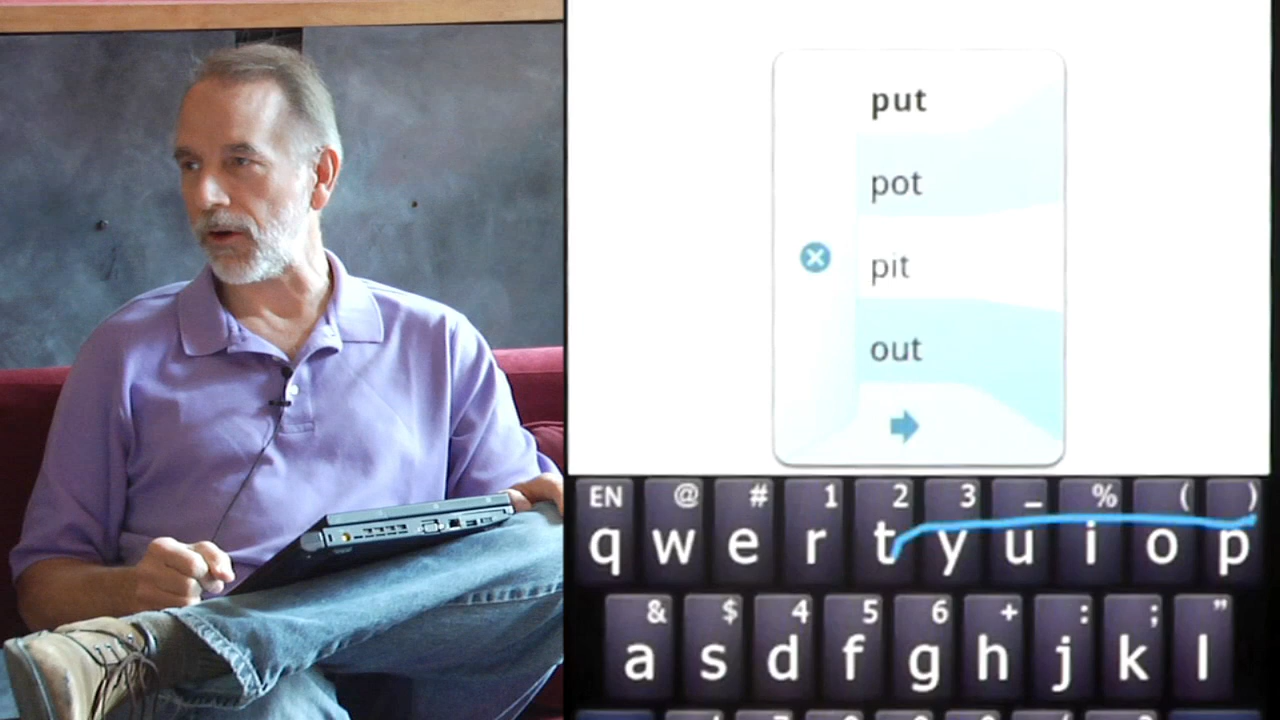 put
pot
pit
out
EN @ # 1 2 3 _ % ( )
q w e r t y u i o p
& $ 4 5 6 + : ; "
a s d f g h j k l